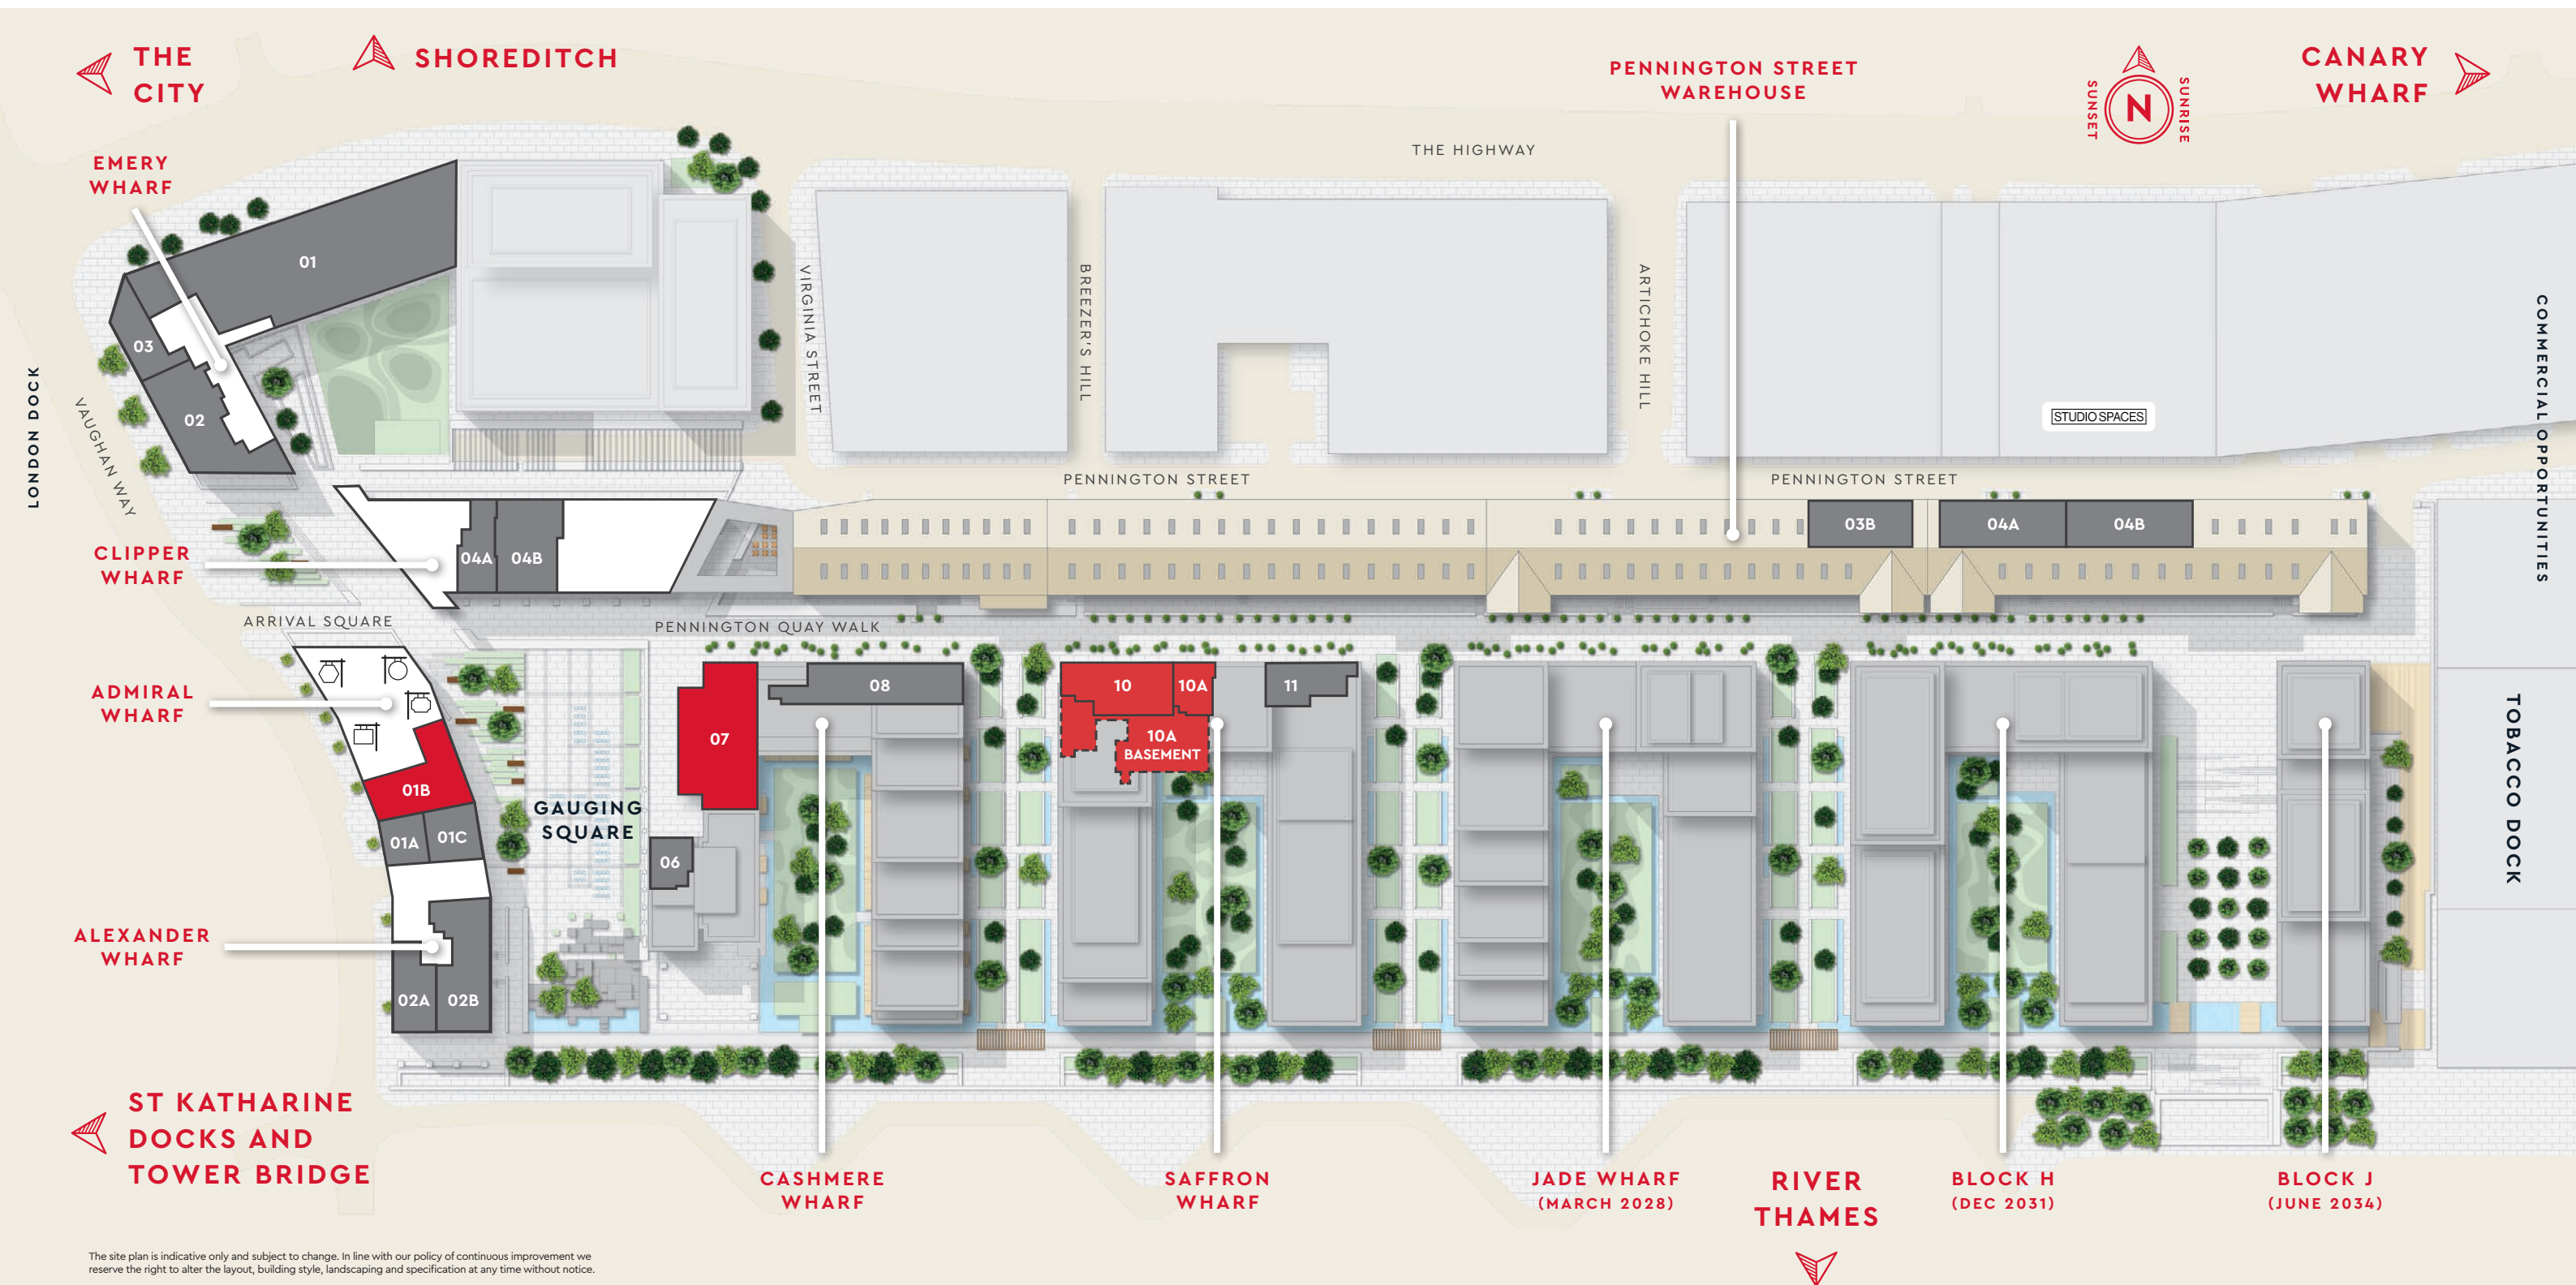 THE
CITY
SHOREDITCH
PENNINGTON STREET
WAREHOUSE
SUNSET
N
SUNRISE
CANARY
WHARF
THE HIGHWAY
EMERY
WHARF
01
03
02
LONDON DOCK
VAUGHAN WAY
VIRGINIA STREET
BREEZER'S HILL
ARTICHOKE HILL
STUDIO SPACES
COMMERCIAL OPPORTUNITIES
PENNINGTON STREET
PENNINGTON STREET
CLIPPER
WHARF
04A
04B
03B
04A
04B
ARRIVAL SQUARE
PENNINGTON QUAY WALK
ADMIRAL
WHARF
01B
01A
01C
GAUGING
SQUARE
07
08
06
10
10A
10A
BASEMENT
11
TOBACCO DOCK
ALEXANDER
WHARF
02A
02B
ST KATHARINE
DOCKS AND
TOWER BRIDGE
CASHMERE
WHARF
SAFFRON
WHARF
JADE WHARF
(MARCH 2028)
RIVER
THAMES
BLOCK H
(DEC 2031)
BLOCK J
(JUNE 2034)
The site plan is indicative only and subject to change. In line with our policy of continuous improvement we
reserve the right to alter the layout, building style, landscaping and specification at any time without notice.